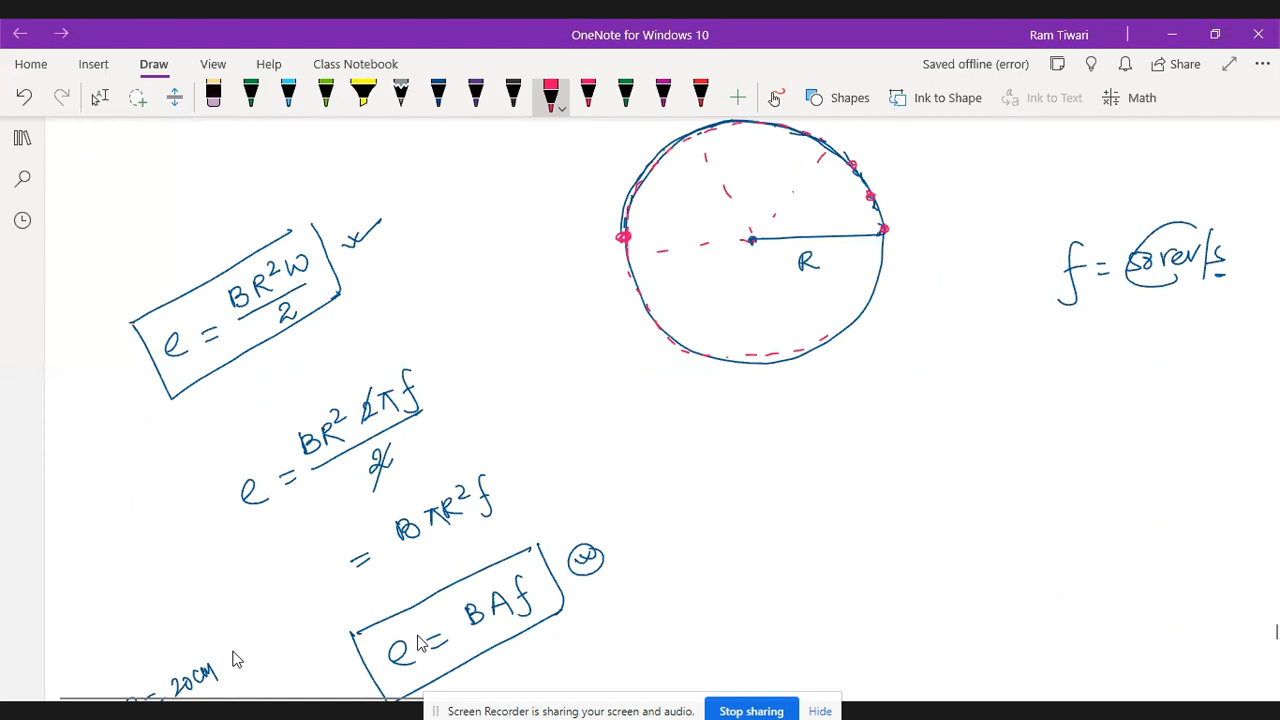 OneNote for Windows 10
Ram Tiwari
Home Insert Draw View Help Class Notebook
Saved offline (error)
Share
Shapes
Ink to Shape
Ink to Text
Math
R
f = 50 rev/s
e = BR²W / 2
e = BR² 2πf / 2
= BπR²f
e = BAf
= 20cm
Screen Recorder is sharing your screen and audio.
Stop sharing
Hide